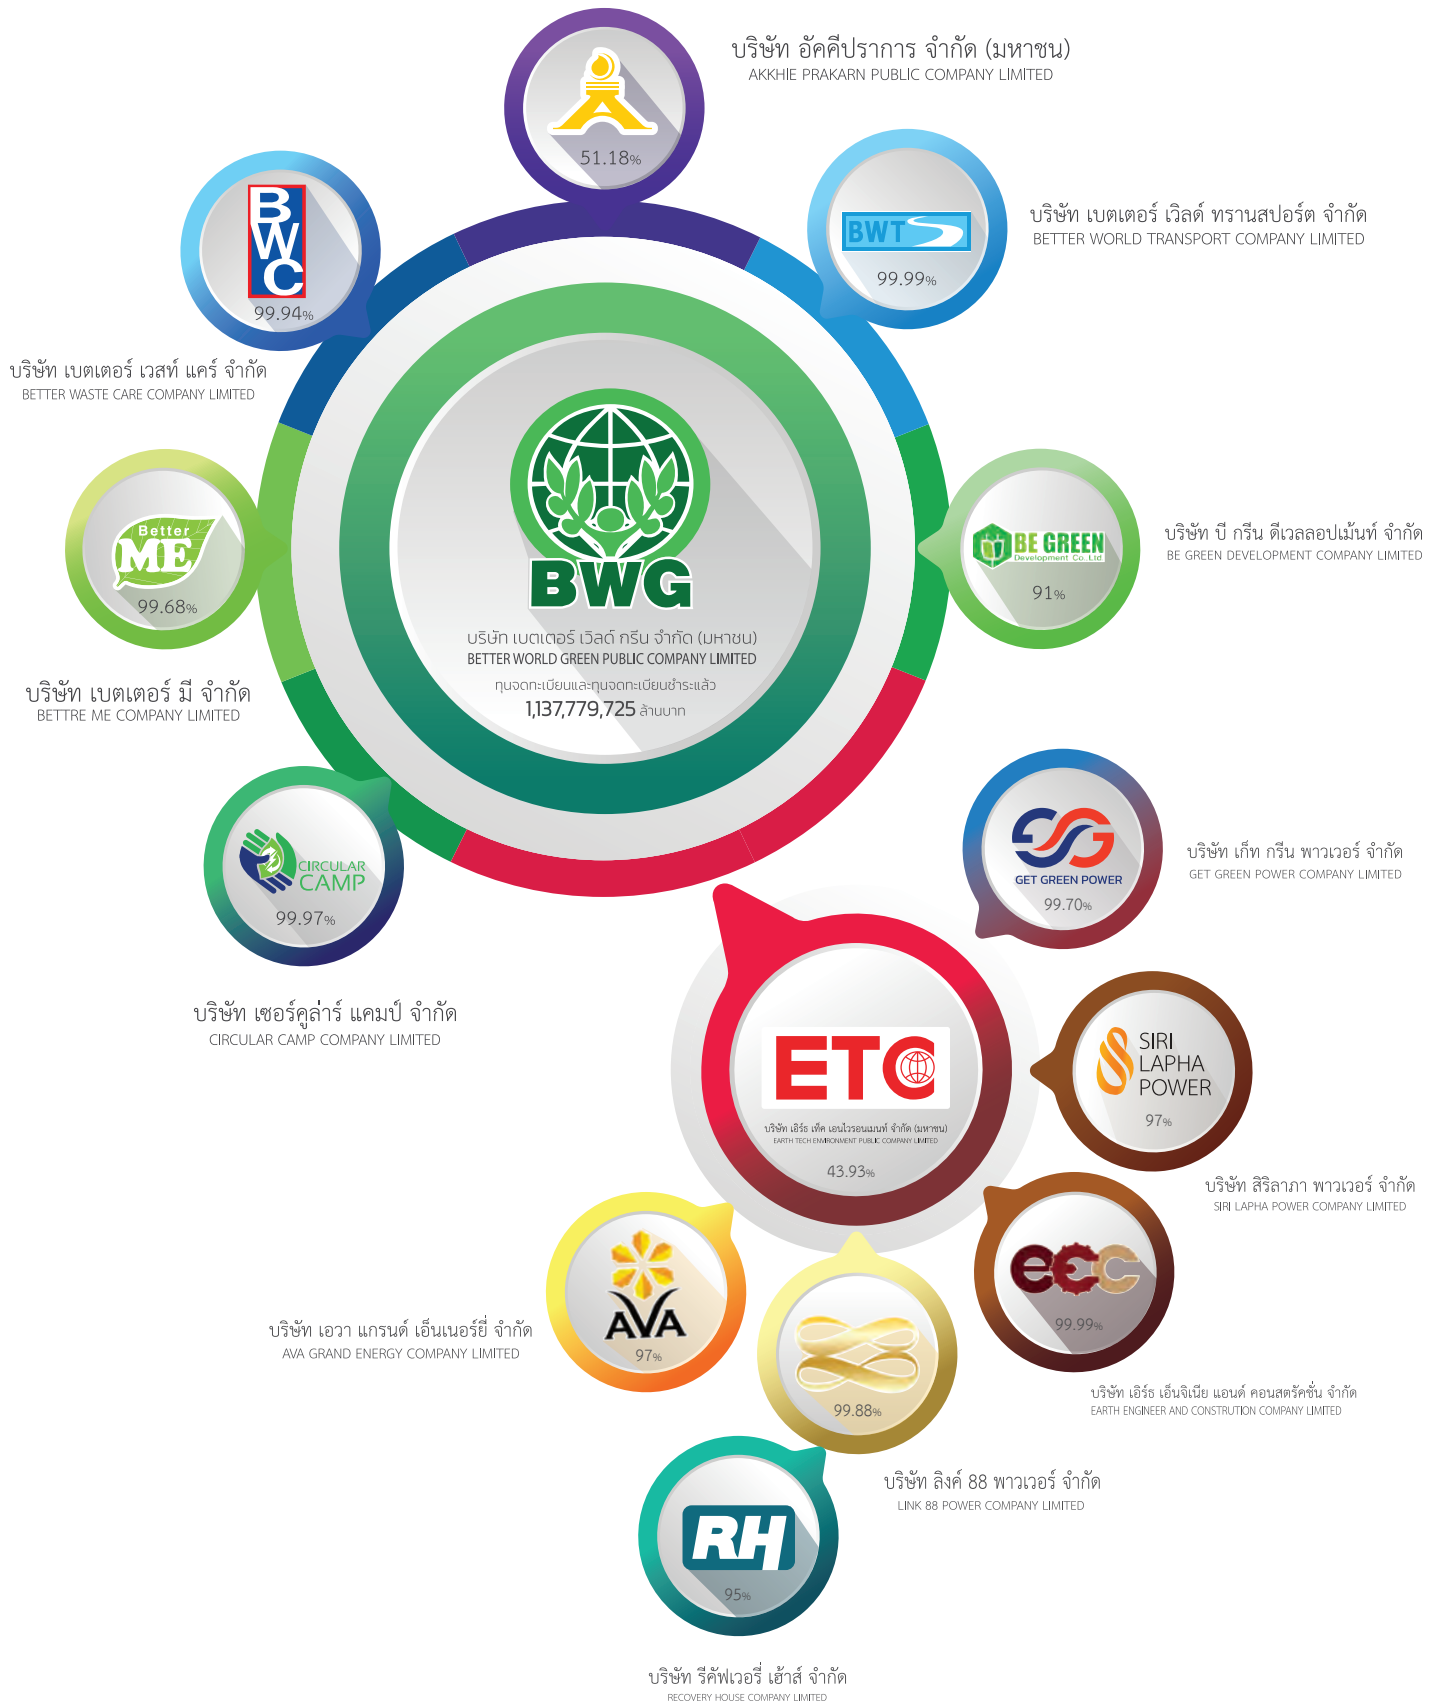 บริษัท อัคคีปราการ จำกัด (มหาชน)
AKKHIE PRAKARN PUBLIC COMPANY LIMITED
51.18%
BWT
99.99%
บริษัท เบตเตอร์ เวิลด์ ทรานสปอร์ต จำกัด
BETTER WORLD TRANSPORT COMPANY LIMITED
B
W
C
99.94%
บริษัท เบตเตอร์ เวสท์ แคร์ จำกัด
BETTER WASTE CARE COMPANY LIMITED
BE GREEN
Development Co.,Ltd
91%
บริษัท บี กรีน ดีเวลลอปเม้นท์ จำกัด
BE GREEN DEVELOPMENT COMPANY LIMITED
Better
ME
99.68%
บริษัท เบตเตอร์ มี จำกัด
BETTRE ME COMPANY LIMITED
BWG
บริษัท เบตเตอร์ เวิลด์ กรีน จำกัด (มหาชน)
BETTER WORLD GREEN PUBLIC COMPANY LIMITED
ทุนจดทะเบียนและทุนจดทะเบียนชำระแล้ว
1,137,779,725 ล้านบาท
CIRCULAR
CAMP
99.97%
บริษัท เซอร์คูล่าร์ แคมป์ จำกัด
CIRCULAR CAMP COMPANY LIMITED
GET GREEN POWER
99.70%
บริษัท เก็ท กรีน พาวเวอร์ จำกัด
GET GREEN POWER COMPANY LIMITED
ETC
บริษัท เอิร์ธ เท็ค เอนไวรอนเมนท์ จำกัด (มหาชน)
EARTH TECH ENVIRONMENT PUBLIC COMPANY LIMITED
43.93%
SIRI
LAPHA
POWER
97%
บริษัท สิริลาภา พาวเวอร์ จำกัด
SIRI LAPHA POWER COMPANY LIMITED
ecc
99.99%
บริษัท เอิร์ธ เอ็นจิเนีย แอนด์ คอนสตรัคชั่น จำกัด
EARTH ENGINEER AND CONSTRUTION COMPANY LIMITED
AVA
97%
บริษัท เอวา แกรนด์ เอ็นเนอร์ยี่ จำกัด
AVA GRAND ENERGY COMPANY LIMITED
99.88%
บริษัท ลิงค์ 88 พาวเวอร์ จำกัด
LINK 88 POWER COMPANY LIMITED
RH
95%
บริษัท รีคัฟเวอรี่ เฮ้าส์ จำกัด
RECOVERY HOUSE COMPANY LIMITED